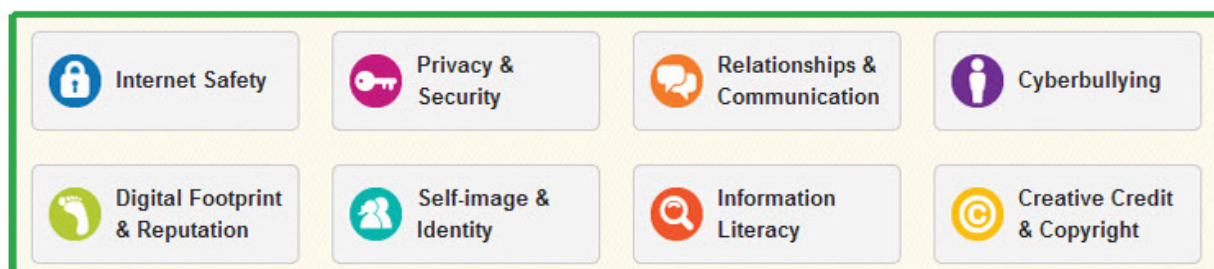 Internet Safety
Privacy &
Security
Relationships &
Communication
Cyberbullying
Digital Footprint
& Reputation
Self-image &
Identity
Information
Literacy
Creative Credit
& Copyright